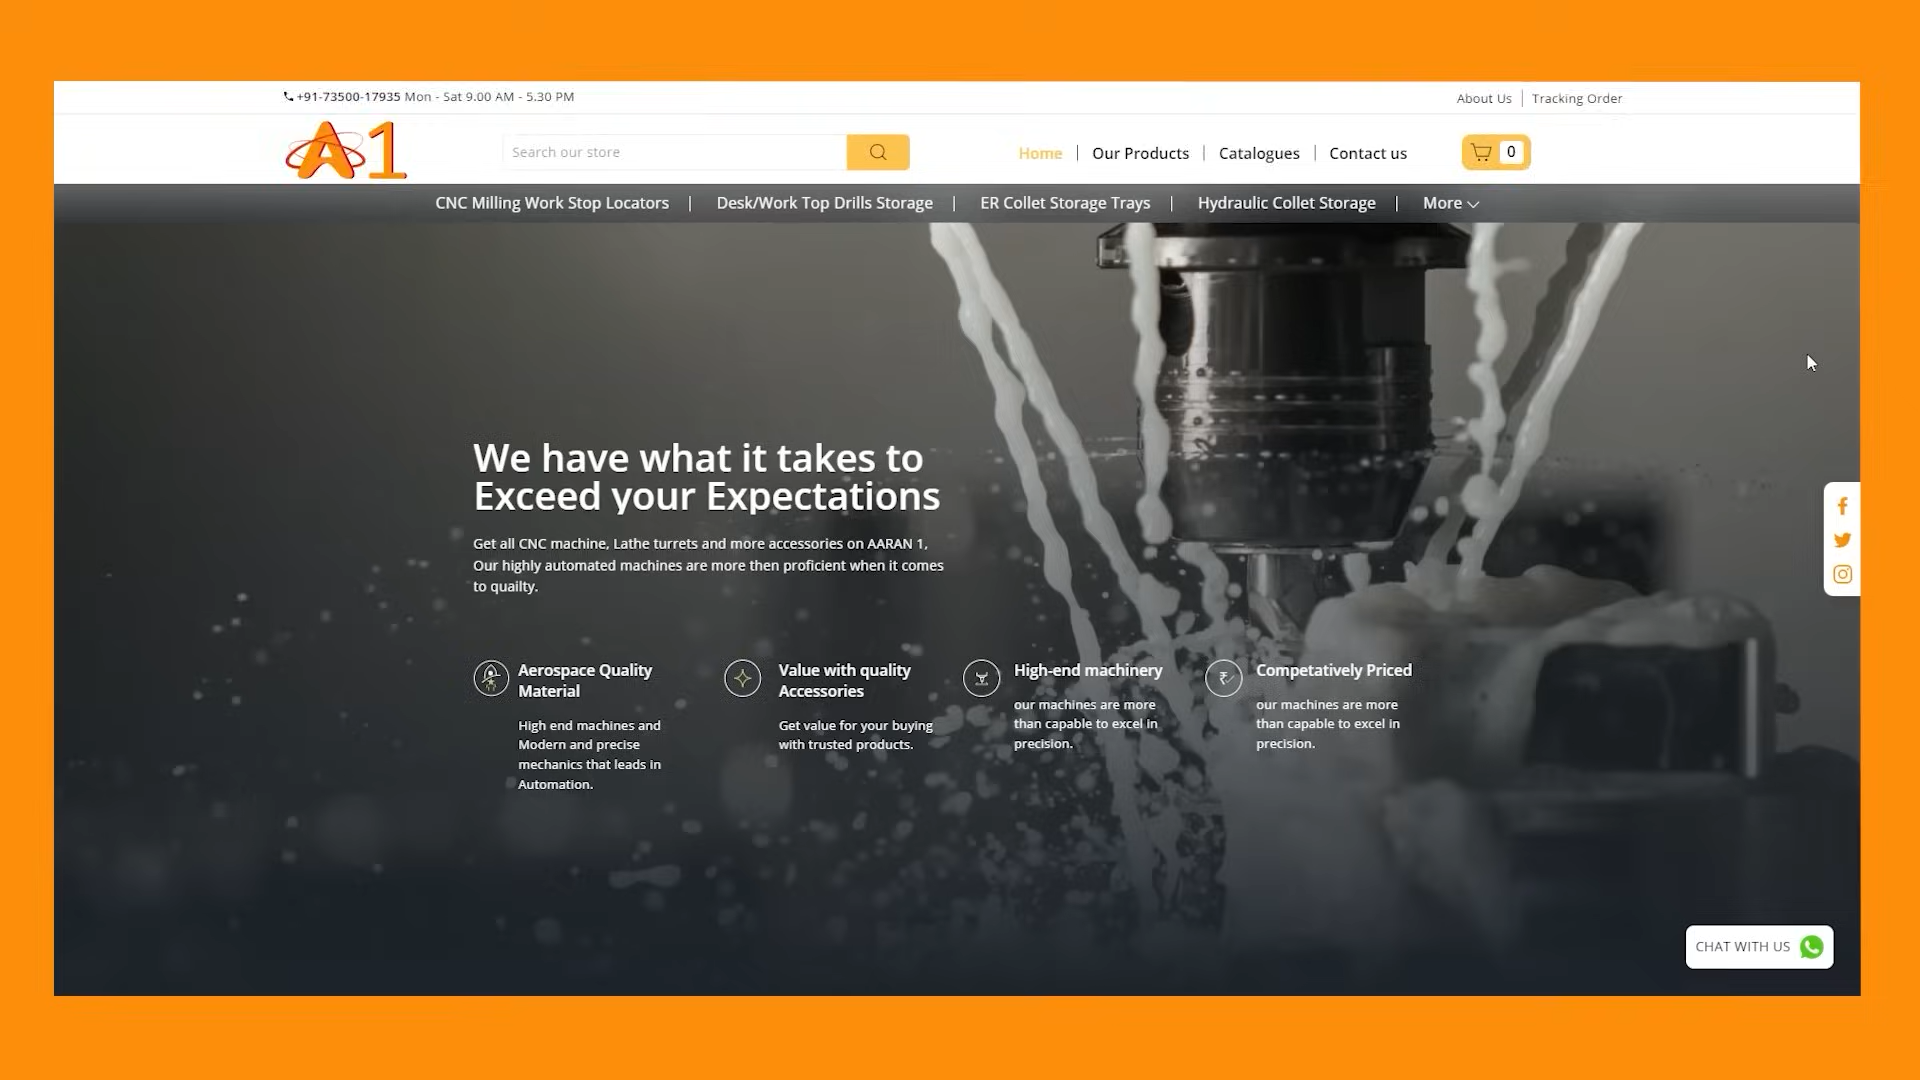 +91-73500-17935 Mon - Sat 9.00 AM - 5.30 PM
About Us
Tracking Order
A1
Search our store
Home
Our Products
Catalogues
Contact us
0
CNC Milling Work Stop Locators
Desk/Work Top Drills Storage
ER Collet Storage Trays
Hydraulic Collet Storage
More
We have what it takes to
Exceed your Expectations
Get all CNC machine, Lathe turrets and more accessories on AARAN 1,
Our highly automated machines are more then proficient when it comes
to quailty.
Aerospace Quality
Material
High end machines and
Modern and precise
mechanics that leads in
Automation.
Value with quality
Accessories
Get value for your buying
with trusted products.
High-end machinery
our machines are more
than capable to excel in
precision.
Competatively Priced
our machines are more
than capable to excel in
precision.
CHAT WITH US